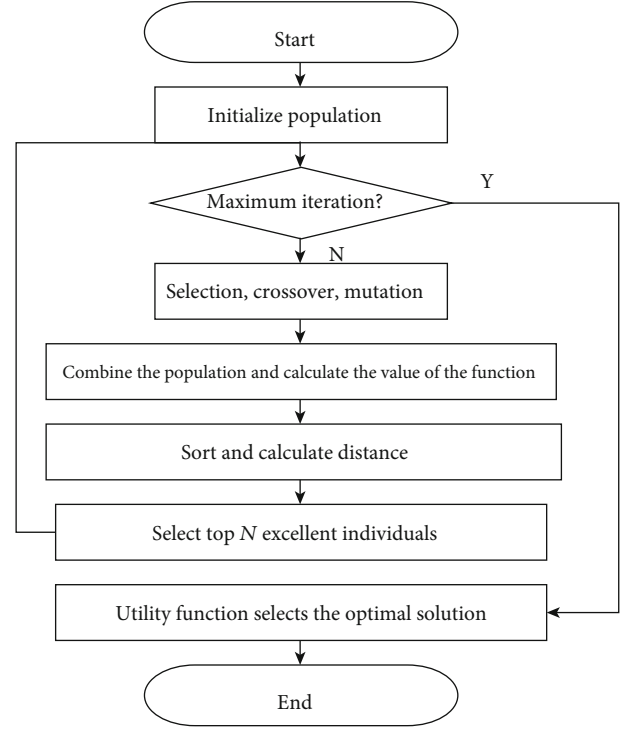 Start
Initialize population
Maximum iteration?
Y
N
Selection, crossover, mutation
Combine the population and calculate the value of the function
Sort and calculate distance
Select top N excellent individuals
Utility function selects the optimal solution
End